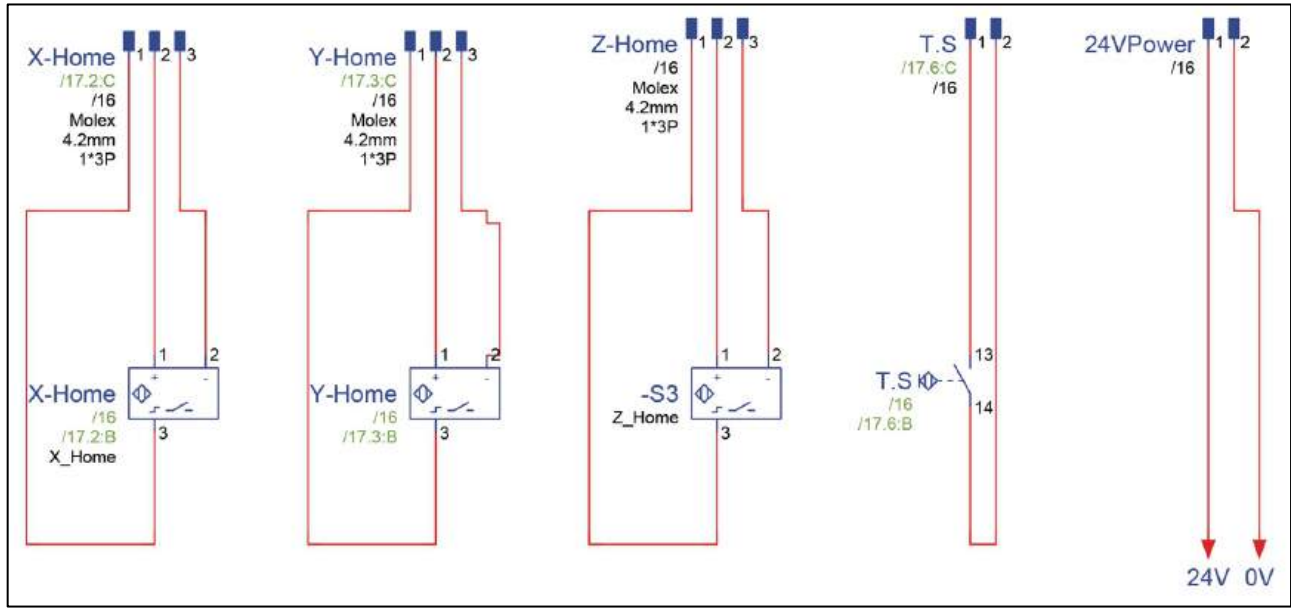 X-Home 1 2 3
/17.2:C
/16
Molex
4.2mm
1*3P
Y-Home 1 2 3
/17.3:C
/16
Molex
4.2mm
1*3P
Z-Home 1 2 3
/16
Molex
4.2mm
1*3P
T.S 1 2
/17.6:C
/16
24VPower 1 2
/16
1 2
+ -
X-Home
/16
/17.2:B
X_Home
3
1 2
+ -
Y-Home
/16
/17.3:B
3
1 2
+ -
-S3
Z_Home
3
13
T.S
14
/16
/17.6:B
24V 0V